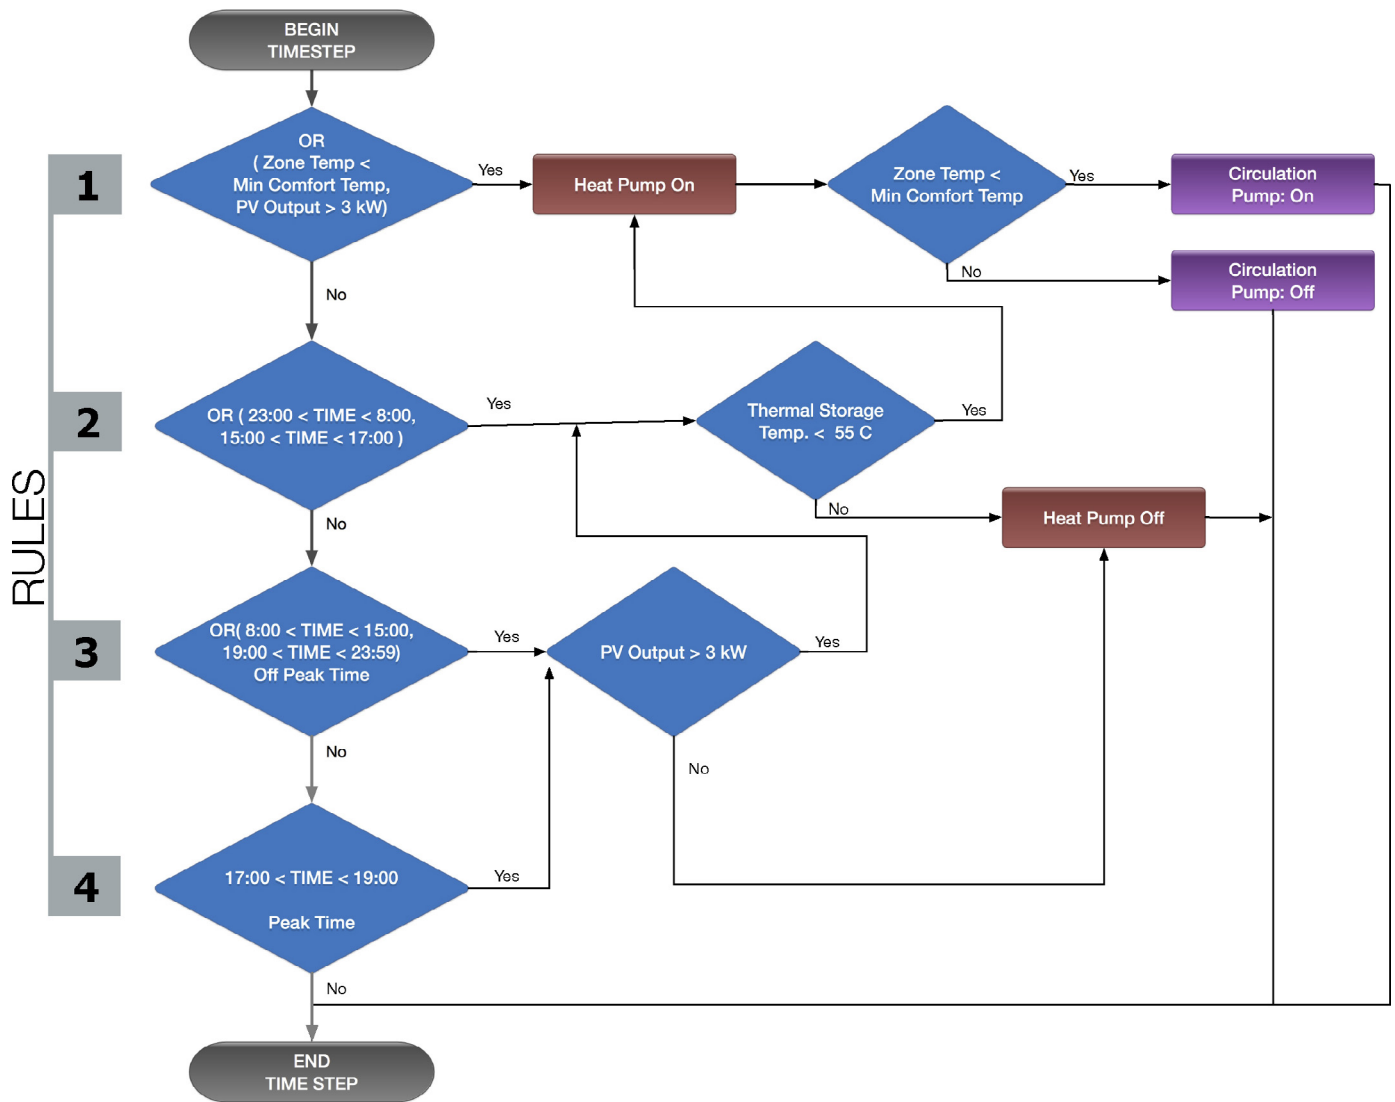 BEGIN
TIMESTEP
RULES
1
OR
( Zone Temp <
Min Comfort Temp,
PV Output > 3 kW)
Yes
Heat Pump On
Zone Temp <
Min Comfort Temp
Yes
Circulation
Pump: On
No
Circulation
Pump: Off
No
2
OR ( 23:00 < TIME < 8:00,
15:00 < TIME < 17:00 )
Yes
Thermal Storage
Temp. < 55 C
Yes
No
Heat Pump Off
No
3
OR( 8:00 < TIME < 15:00,
19:00 < TIME < 23:59)
Off Peak Time
Yes
PV Output > 3 kW
Yes
No
No
4
17:00 < TIME < 19:00
Peak Time
Yes
No
END
TIME STEP